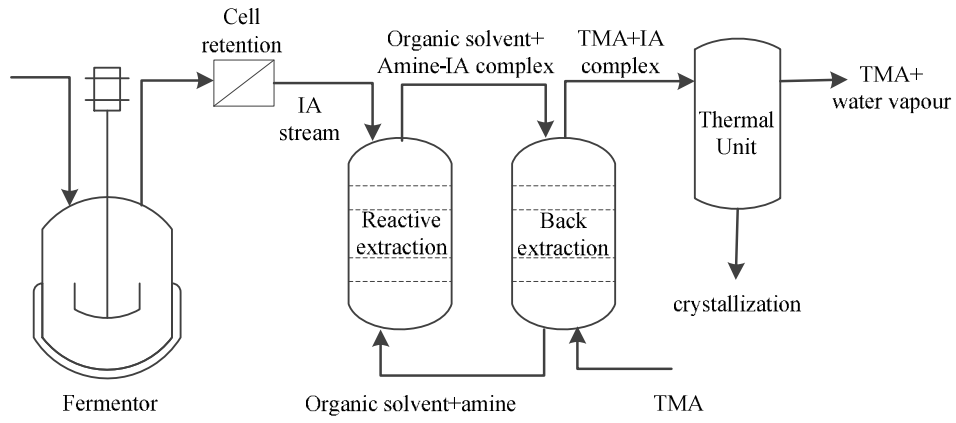 Cell
retention
Organic solvent+
Amine-IA complex
TMA+IA
complex
IA
stream
TMA+
water vapour
Thermal
Unit
Reactive
extraction
Back
extraction
crystallization
Fermentor
Organic solvent+amine
TMA